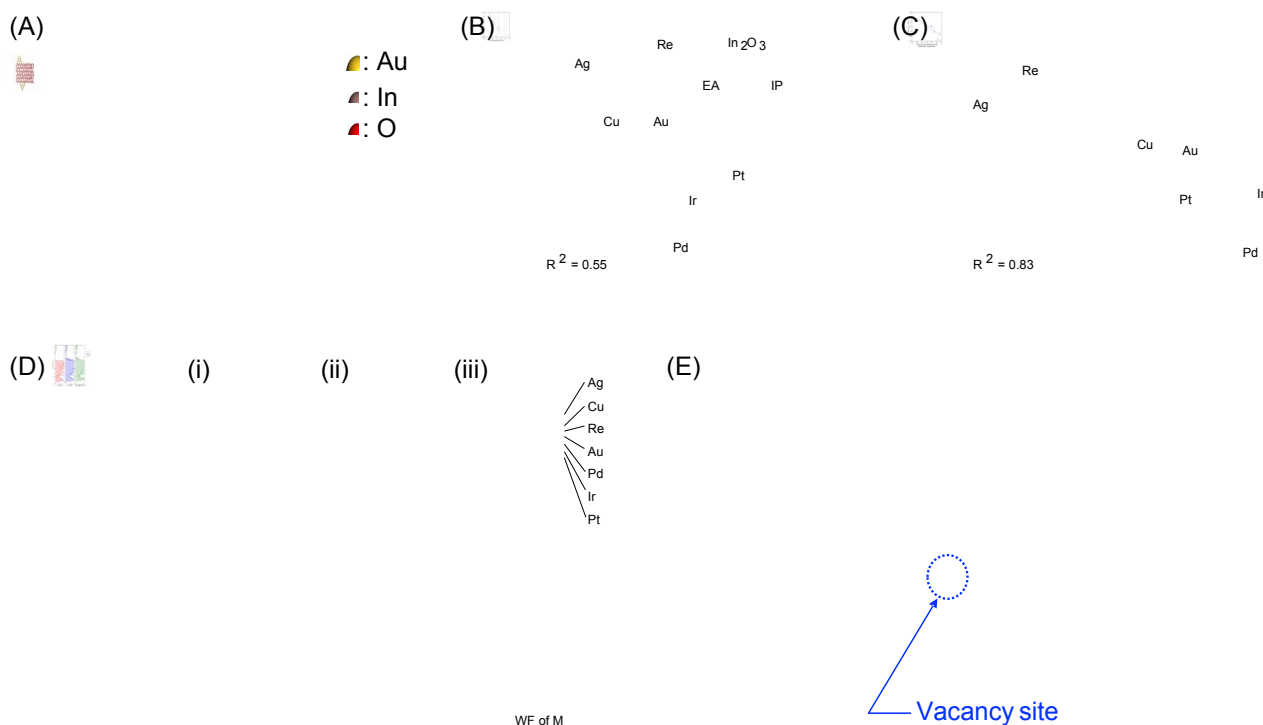 (A)
: Au
: In
: O
(B)
Re
In2O3
Ag
EA
IP
Cu
Au
Pt
Ir
Pd
R2 = 0.55
(C)
Re
Ag
Cu
Au
Pt
Ir
Pd
R2 = 0.83
(D)
(i)
(ii)
(iii)
Ag
Cu
Re
Au
Pd
Ir
Pt
WF of M
(E)
Vacancy site